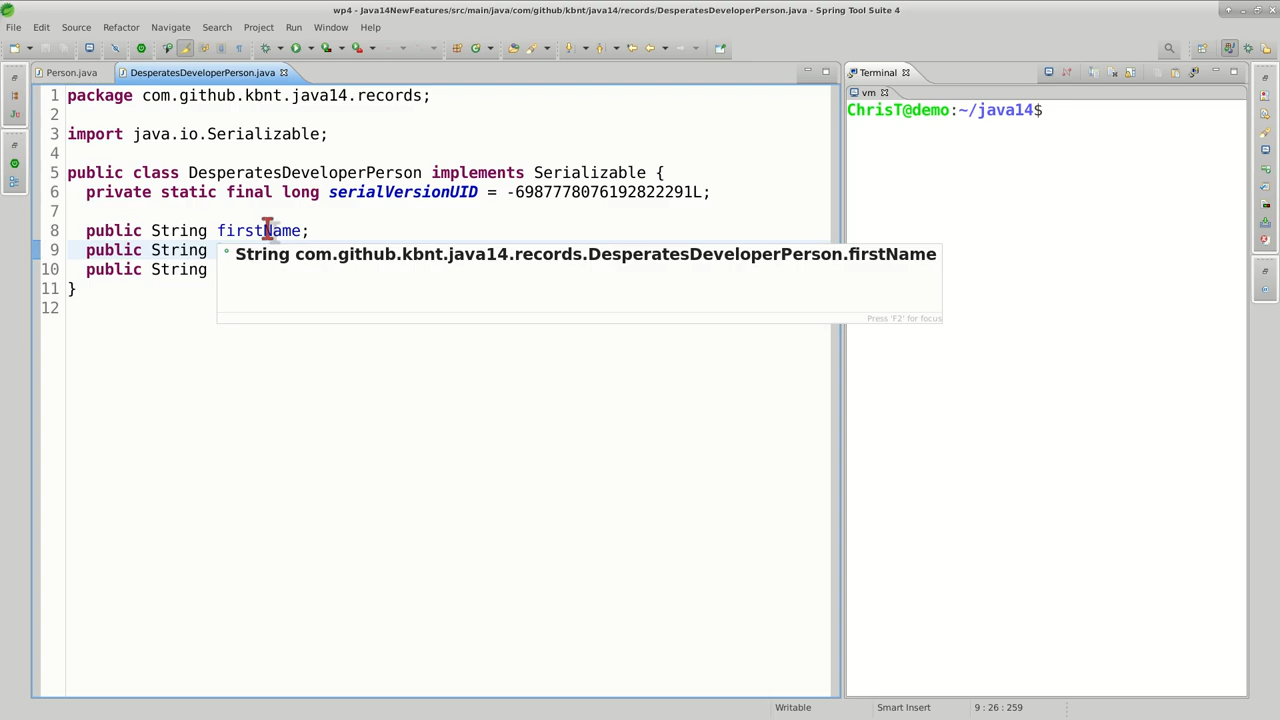 wp4 - Java14NewFeatures/src/main/java/com/github/kbnt/java14/records/DesperatesDeveloperPerson.java - Spring Tool Suite 4
File Edit Source Refactor Navigate Search Project Run Window Help
Person.java DesperatesDeveloperPerson.java
Terminal
vm
1 package com.github.kbnt.java14.records;
2
3 import java.io.Serializable;
4
5 public class DesperatesDeveloperPerson implements Serializable {
6 private static final long serialVersionUID = -6987778076192822291L;
7
8 public String firstName;
9 public String
10 public String
11 }
12
String com.github.kbnt.java14.records.DesperatesDeveloperPerson.firstName
Press 'F2' for focus
ChrisT@demo:~/java14$
Writable Smart Insert 9 : 26 : 259